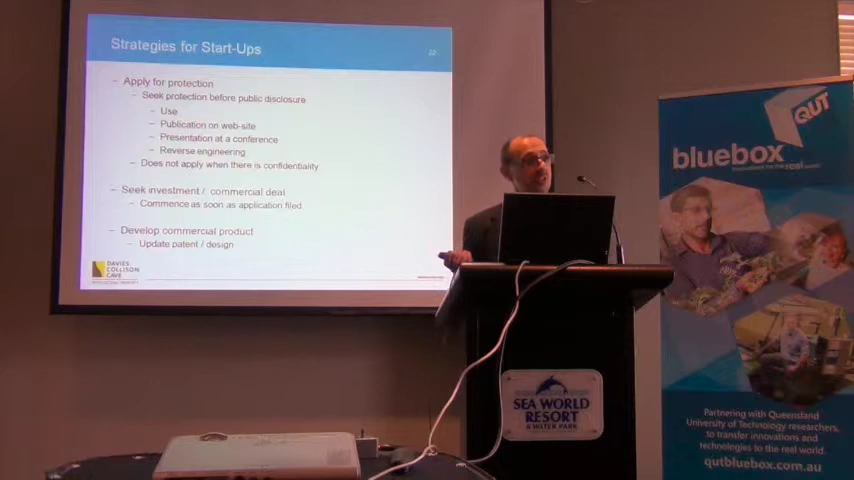 Strategies for Start-Ups
22
– Apply for protection
– Seek protection before public disclosure
– Use
– Publication on web-site
– Presentation at a conference
– Reverse engineering
– Does not apply when there is confidentiality
– Seek investment / commercial deal
– Commence as soon as application filed
– Develop commercial product
– Update patent / design
DAVIES
COLLISON
CAVE
QUT
bluebox
SEA WORLD
RESORT
& WATER PARK
Partnering with Queensland
University of Technology researchers,
to transfer innovations and
technologies to the real world.
qutbluebox.com.au